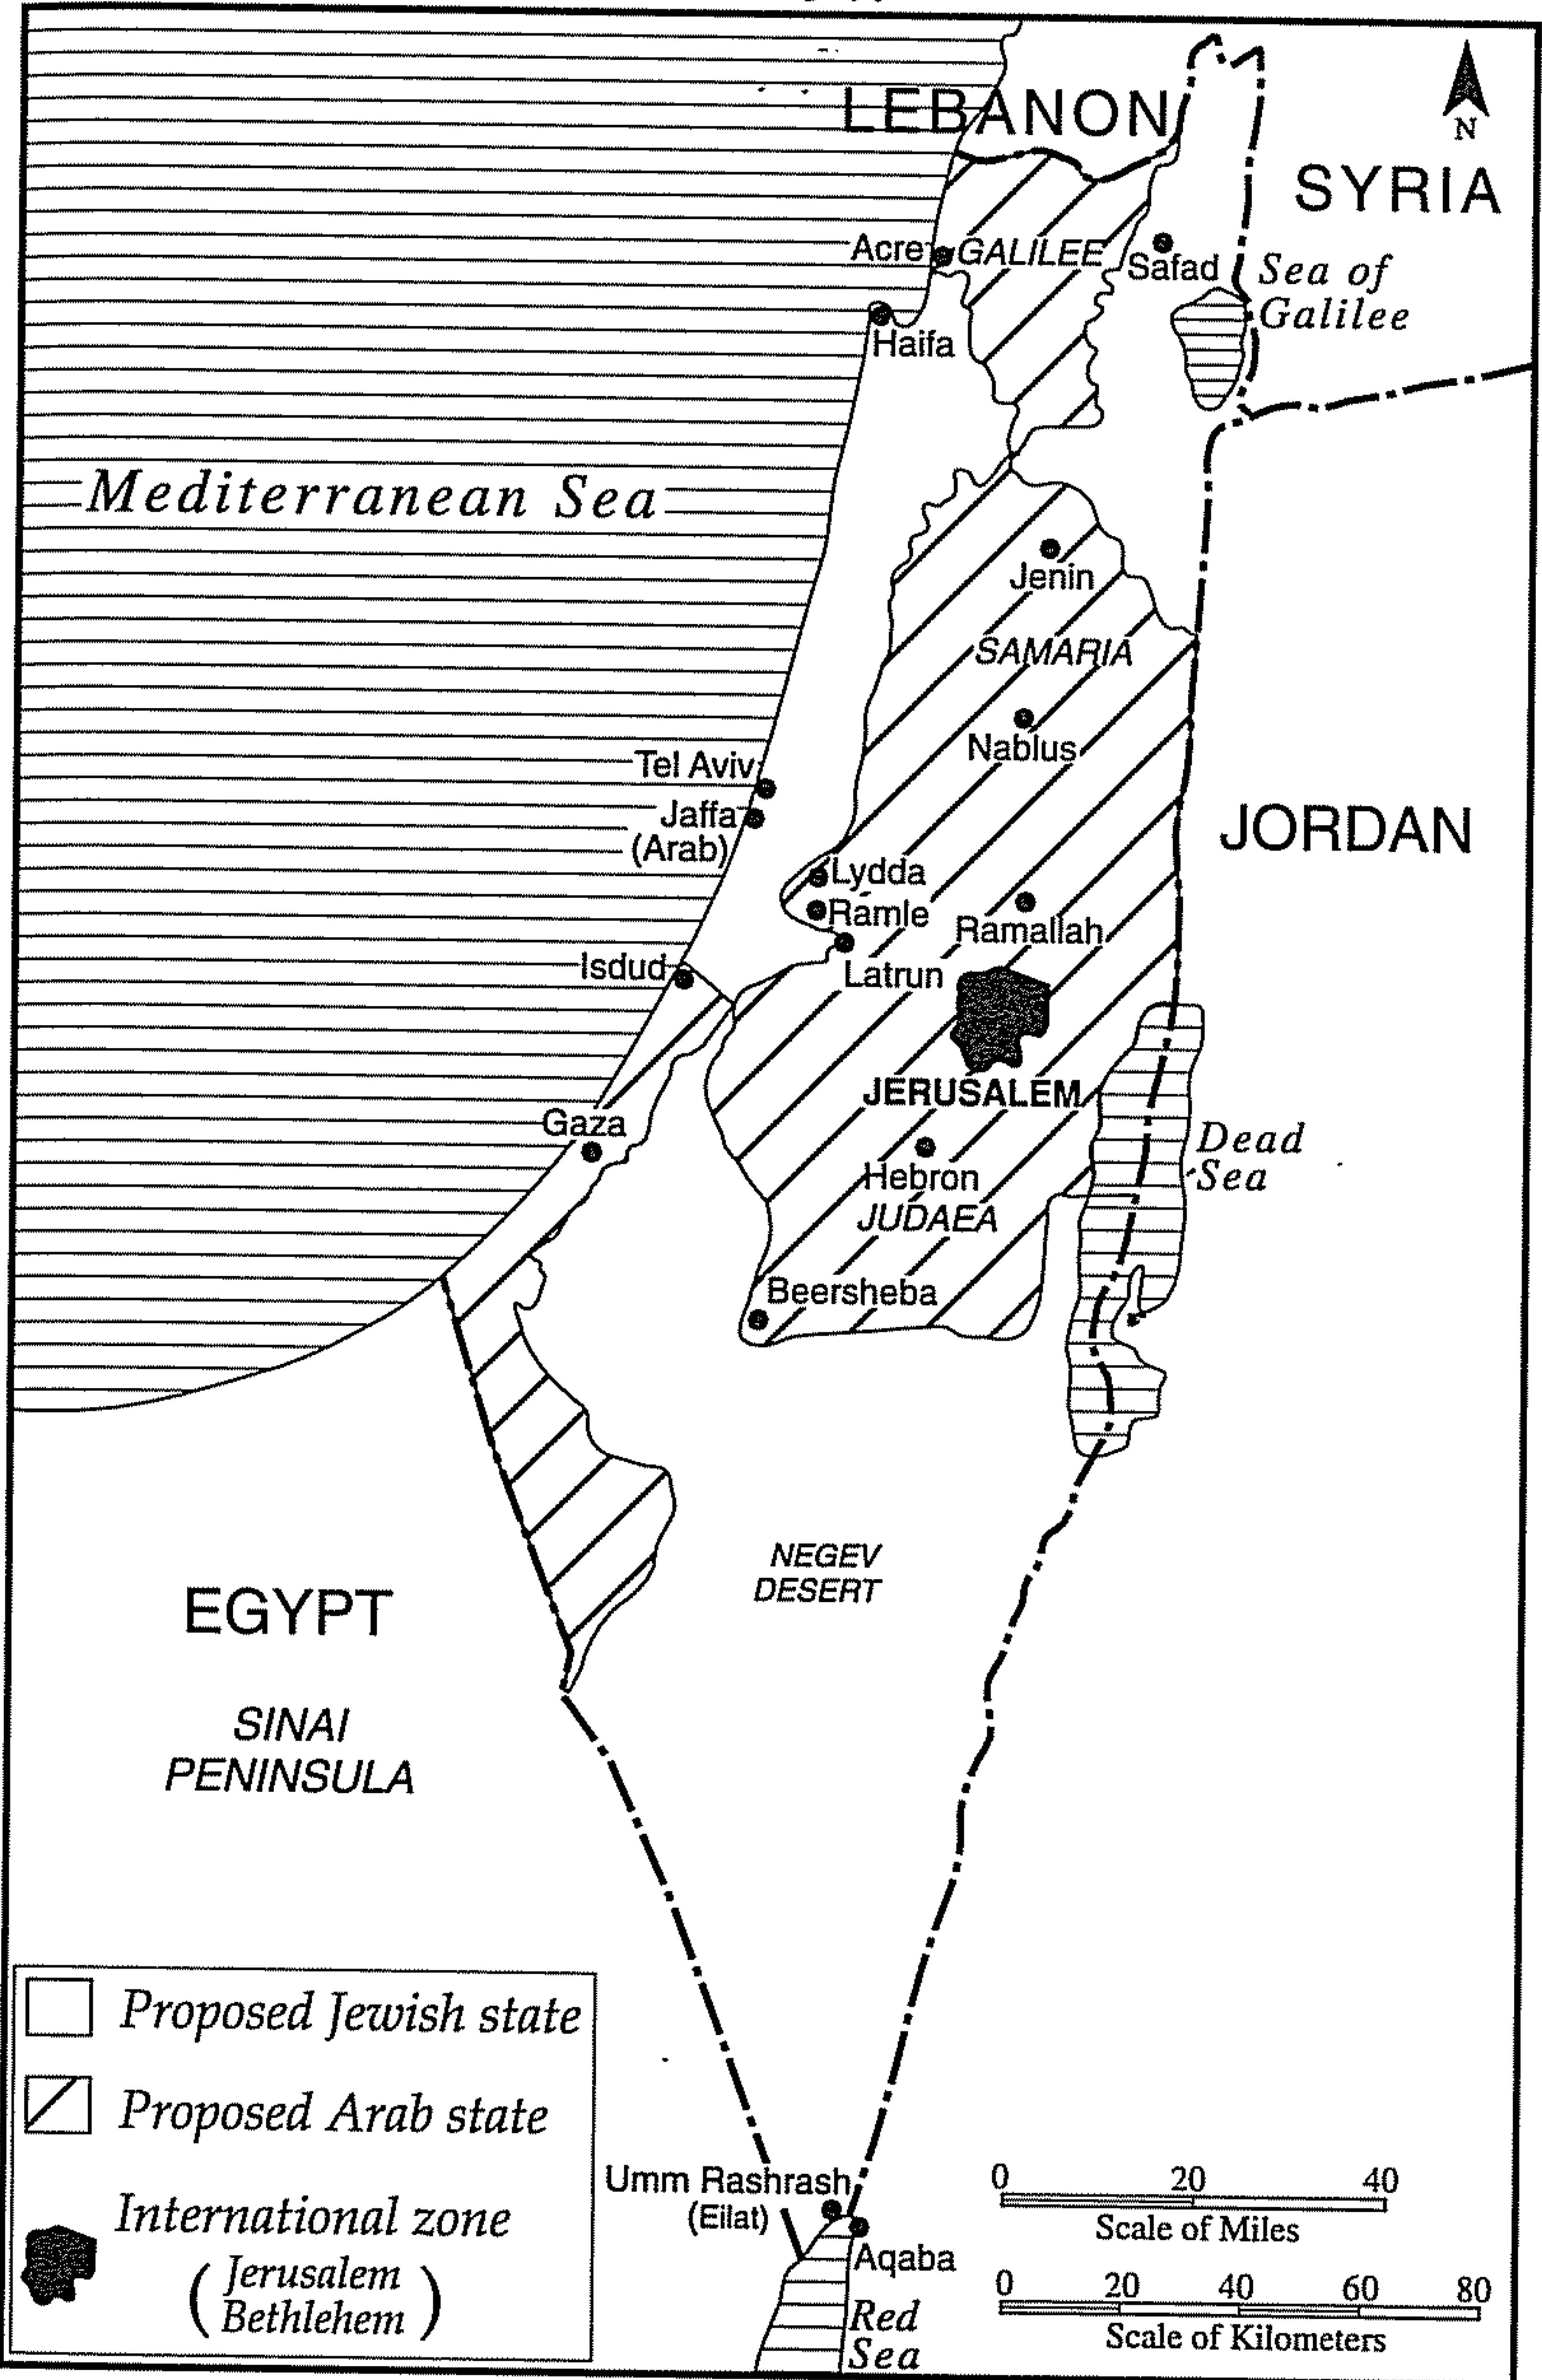 LEBANON
N
SYRIA
Acre
GALILEE
Safad
Sea of
Galilee
Haifa
Mediterranean Sea
Jenin
SAMARIA
Nablus
Tel Aviv
Jaffa
(Arab)
JORDAN
Lydda
Ramle
Ramallah
Isdud
Latrun
JERUSALEM
Gaza
Dead
Sea
Hebron
JUDAEA
Beersheba
NEGEV
DESERT
EGYPT
SINAI
PENINSULA
Proposed Jewish state
Proposed Arab state
International zone
( Jerusalem
Bethlehem )
Umm Rashrash
(Eilat)
Aqaba
Red
Sea
0 20 40
Scale of Miles
0 20 40 60 80
Scale of Kilometers